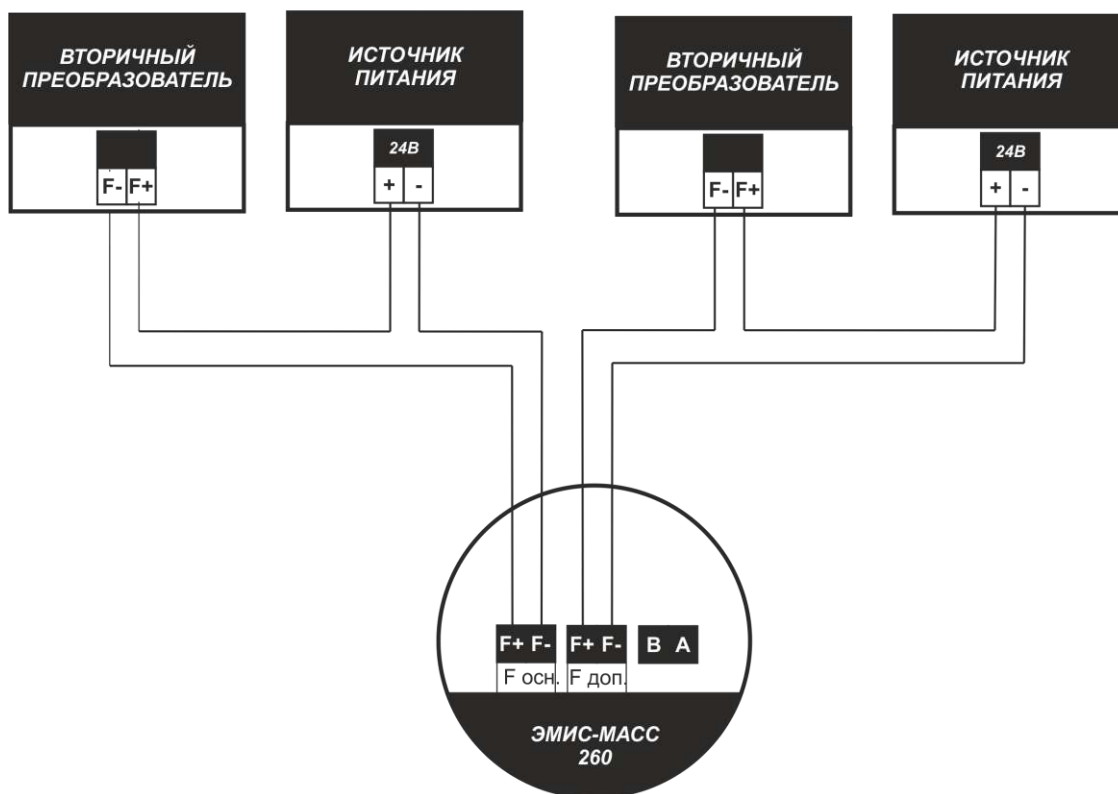 ВТОРИЧНЫЙ
ПРЕОБРАЗОВАТЕЛЬ
F- F+
ИСТОЧНИК
ПИТАНИЯ
24В
+ -
ВТОРИЧНЫЙ
ПРЕОБРАЗОВАТЕЛЬ
F- F+
ИСТОЧНИК
ПИТАНИЯ
24В
+ -
F+ F- F+ F- B A
F осн. F доп.
ЭМИС-МАСС
260